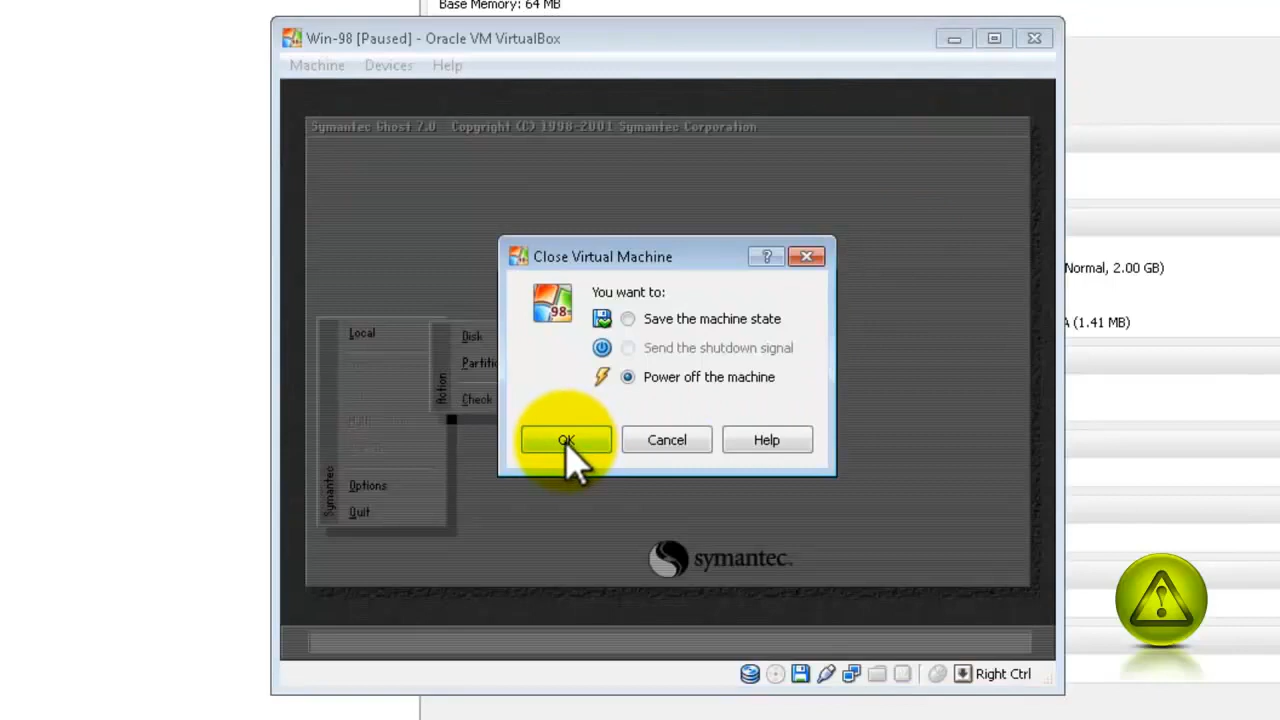 Base Memory: 64 MB
Win-98 [Paused] - Oracle VM VirtualBox
Machine Devices Help
Symantec Ghost 7.0 Copyright (C) 1998-2001 Symantec Corporation
Close Virtual Machine
You want to:
98
Save the machine state
Send the shutdown signal
Power off the machine
OK Cancel Help
Normal, 2.00 GB)
A (1.41 MB)
Local
Disk
Partitio
Action
Check
Symantec
Options
Quit
symantec.
Right Ctrl